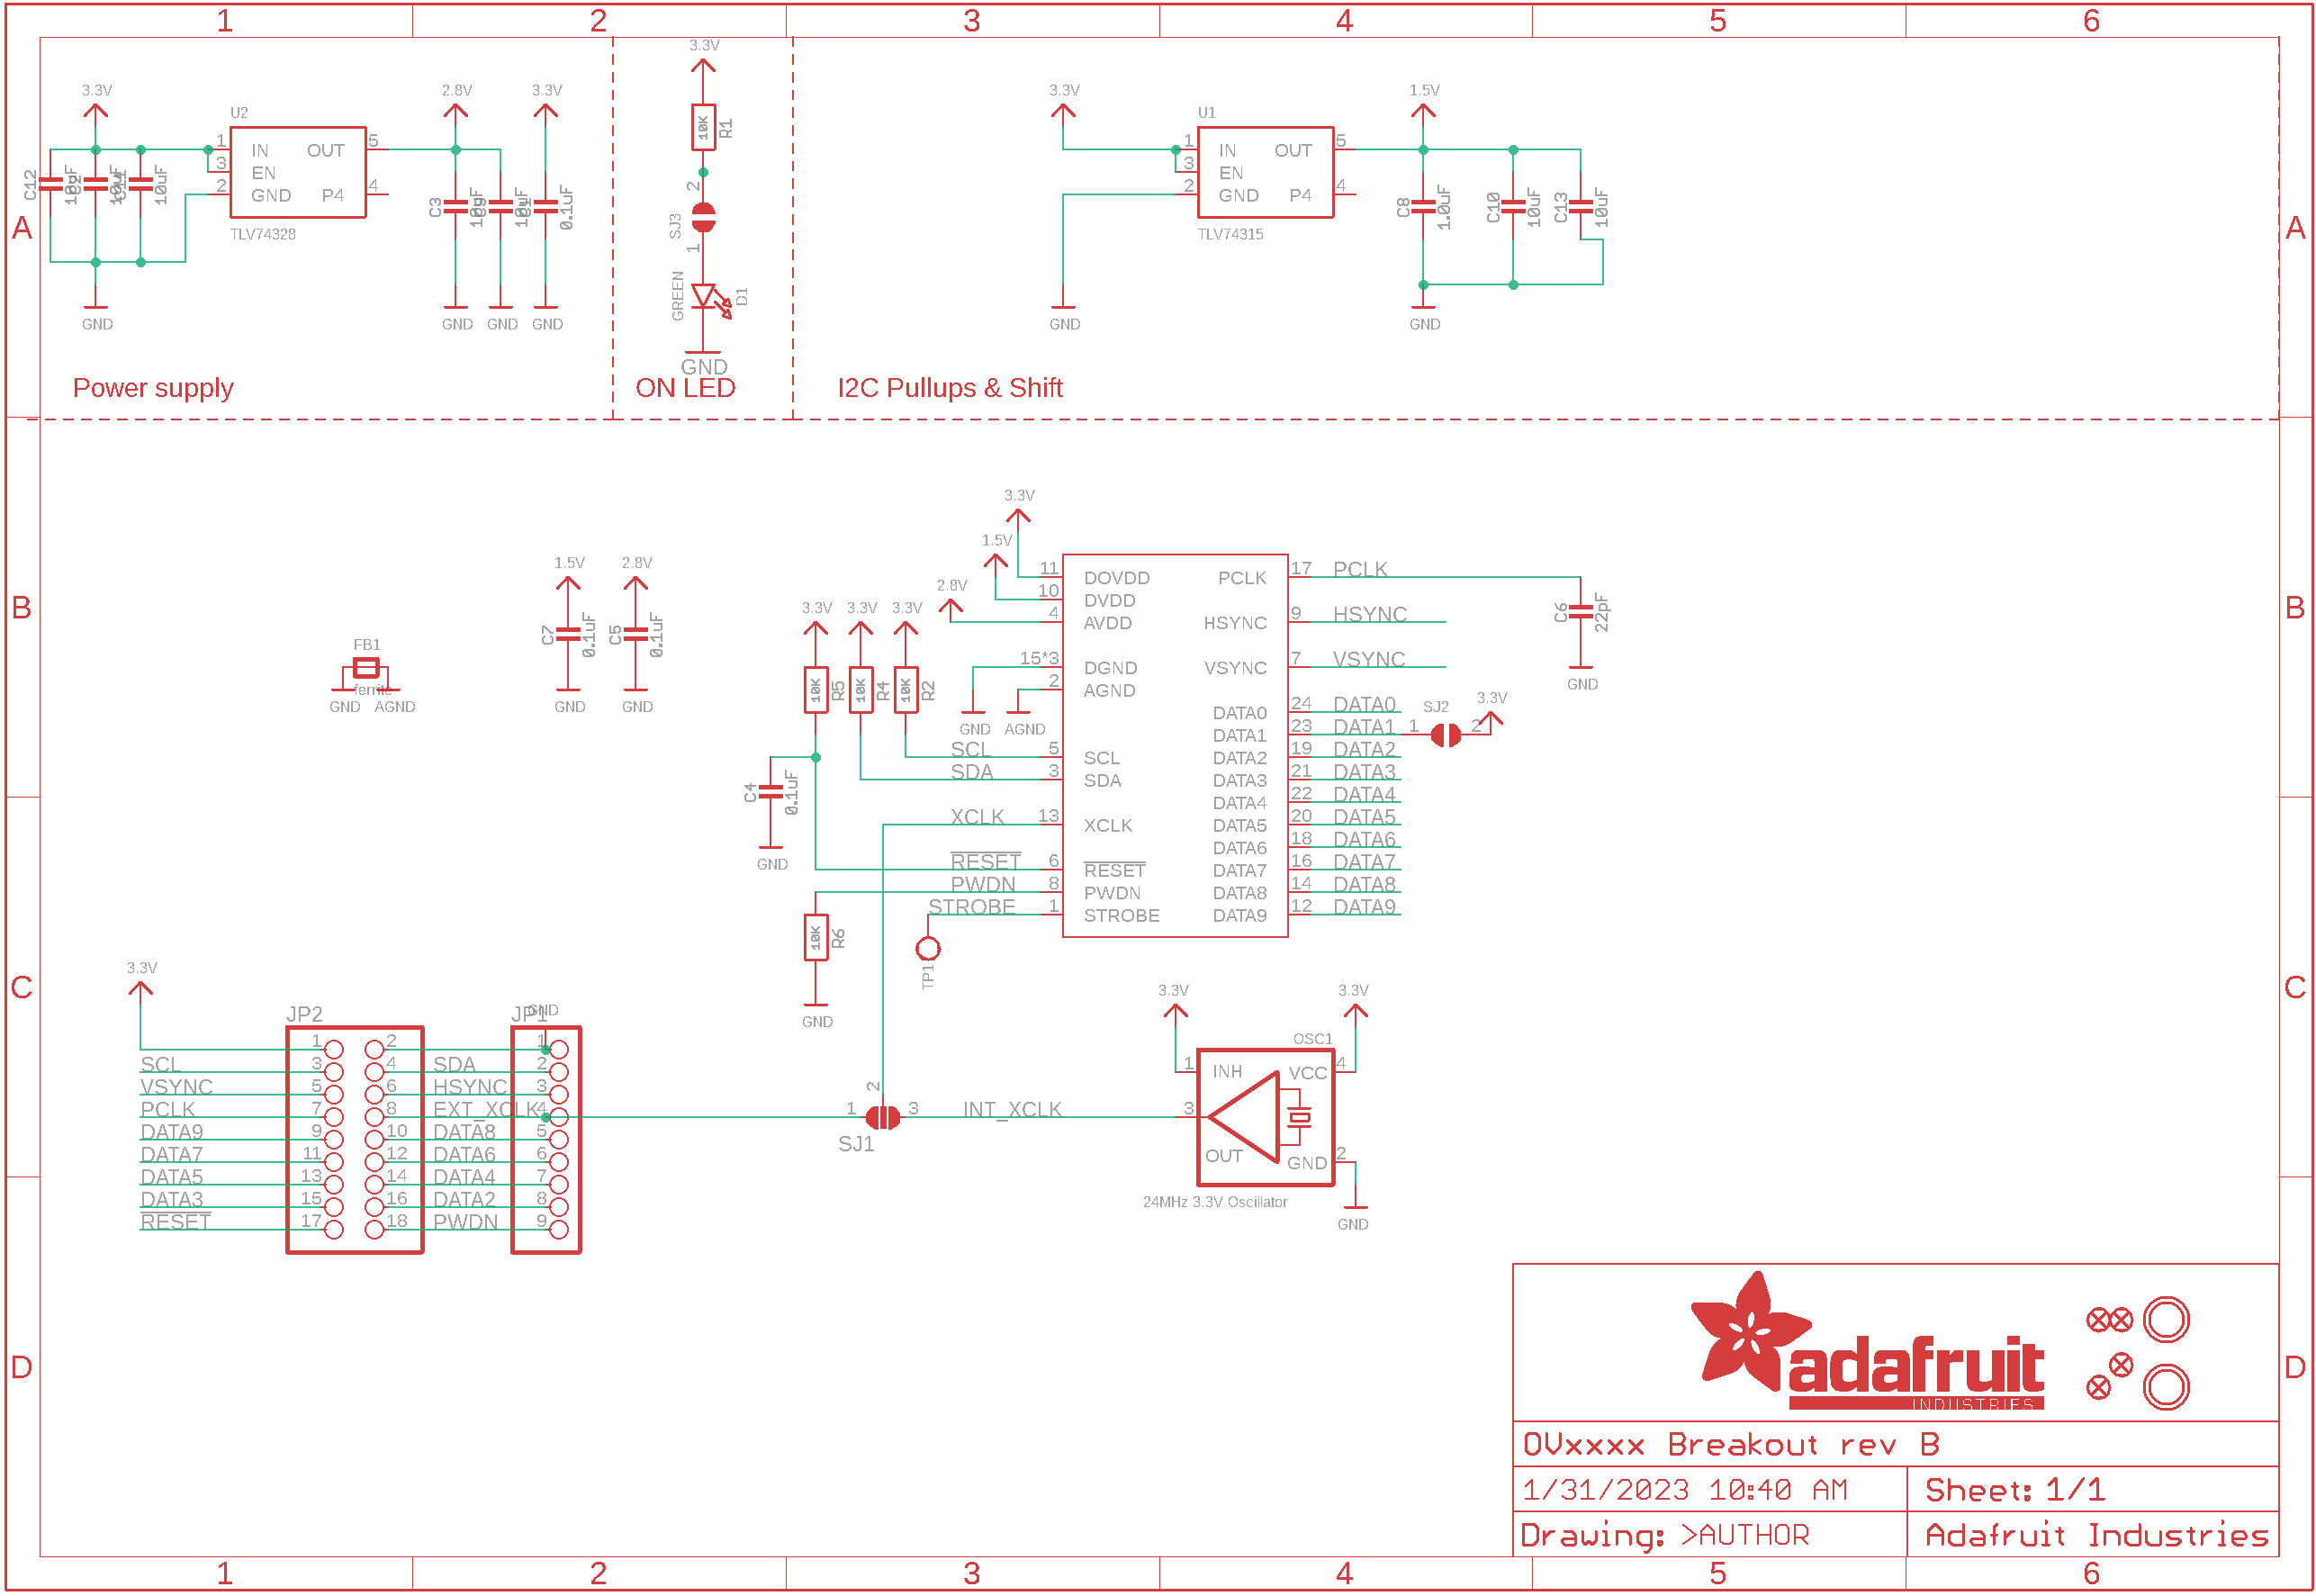 1 2 3 4 5 6
A
3.3V
U2
1 IN OUT 5
3 EN
2 GND P4 4
TLV74328
C12
10uF
GND
2.8V
3.3V
C3
0.1uF
GND GND GND
Power supply
3.3V
10K R1
2
SJ3
1
GREEN
D1
GND
ON LED
3.3V
U1
1 IN OUT 5
3 EN
2 GND P4 4
TLV74315
GND
1.5V
C8 1.0uF
C10 10uF
C13 10uF
GND
I2C Pullups & Shift
A
B
FB1
ferrite
GND AGND
1.5V 2.8V
C7 0.1uF
C5 0.1uF
GND GND
3.3V 3.3V 3.3V
10K R5
10K R4
10K R2
C4 0.1uF
GND
3.3V
1.5V
2.8V
11 DOVDD
10 DVDD
4 AVDD
15*3 DGND
2 AGND
GND AGND
SCL 5 SCL
SDA 3 SDA
XCLK 13 XCLK
RESET 6 RESET
PWDN 8 PWDN
STROBE 1 STROBE
10K R6
GND
TP1
PCLK 17 PCLK
HSYNC 9 HSYNC
VSYNC 7 VSYNC
DATA0 24 DATA0
DATA1 23 DATA1
DATA2 19 DATA2
DATA3 21 DATA3
DATA4 22 DATA4
DATA5 20 DATA5
DATA6 18 DATA6
DATA7 16 DATA7
DATA8 14 DATA8
DATA9 12 DATA9
C6 22pF
GND
SJ2
1 2
3.3V
B
C
3.3V
JP2
1 2
SCL 3 4 SDA
VSYNC 5 6 HSYNC
PCLK 7 8 EXT_XCLK
DATA9 9 10 DATA8
DATA7 11 12 DATA6
DATA5 13 14 DATA4
DATA3 15 16 DATA2
RESET 17 18 PWDN
JP1
GND
1
2
3
4
5
6
7
8
9
2
1 3
SJ1
INT_XCLK
3.3V 3.3V
OSC1
1 INH VCC 4
3
OUT GND 2
24MHz 3.3V Oscillator
GND
C
D
adafruit
INDUSTRIES
OVxxxx Breakout rev B
1/31/2023 10:40 AM
Sheet: 1/1
Drawing: >AUTHOR
Adafruit Industries
D
1 2 3 4 5 6